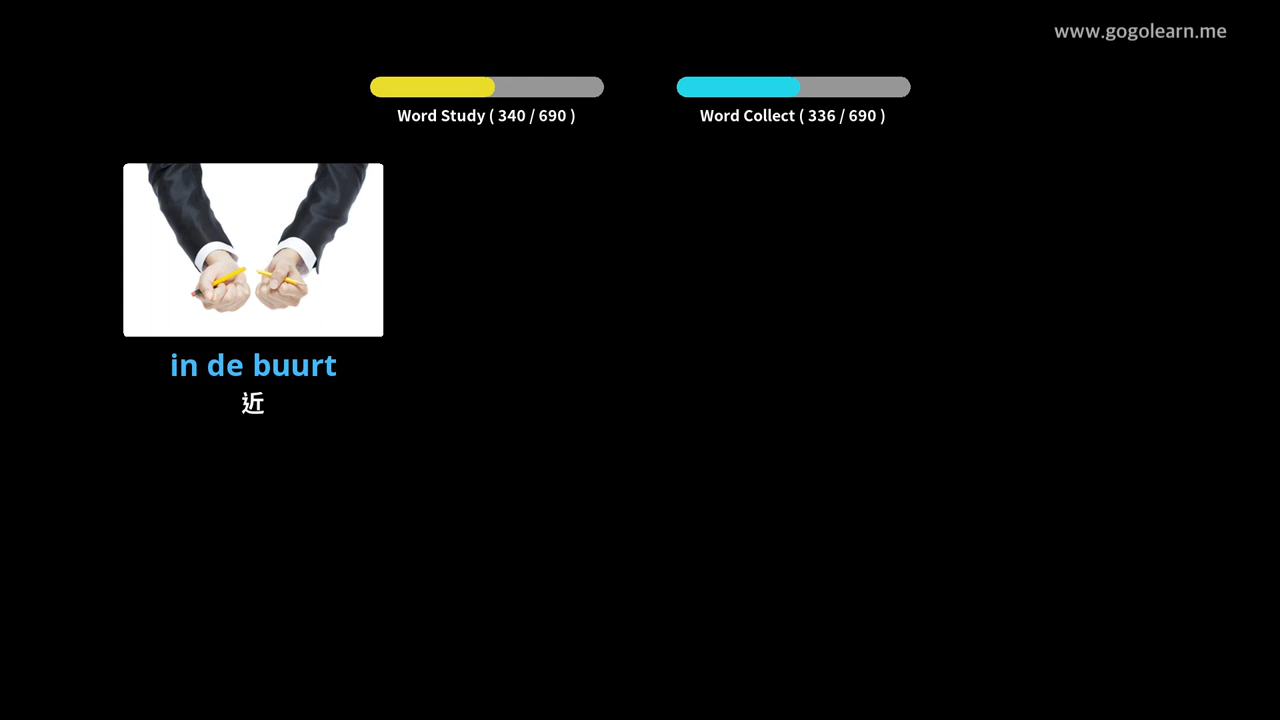 www.gogolearn.me
Word Study ( 340 / 690 )
Word Collect ( 336 / 690 )
in de buurt
近